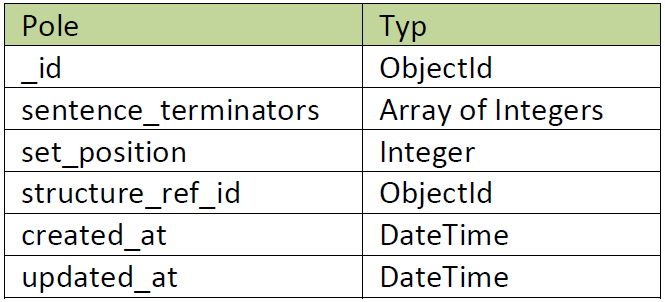 Pole Typ
_id ObjectId
sentence_terminators Array of Integers
set_position Integer
structure_ref_id ObjectId
created_at DateTime
updated_at DateTime